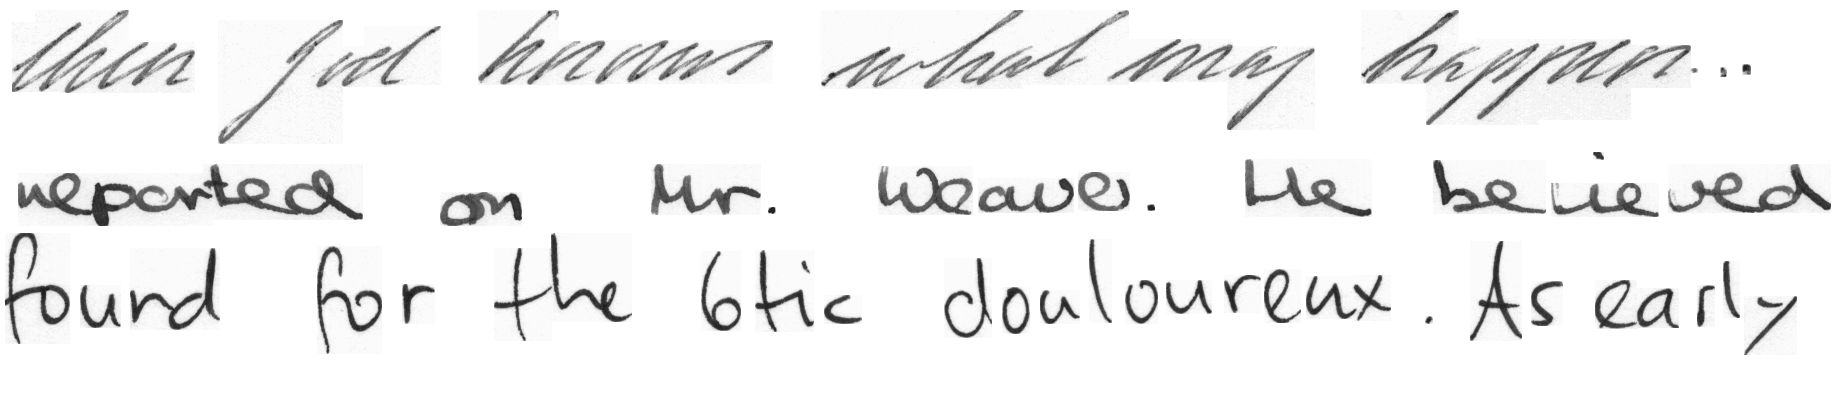 then god knows what may happen...
reported on Mr. Weaver. He believed
found for the 6tic douloureux. As early